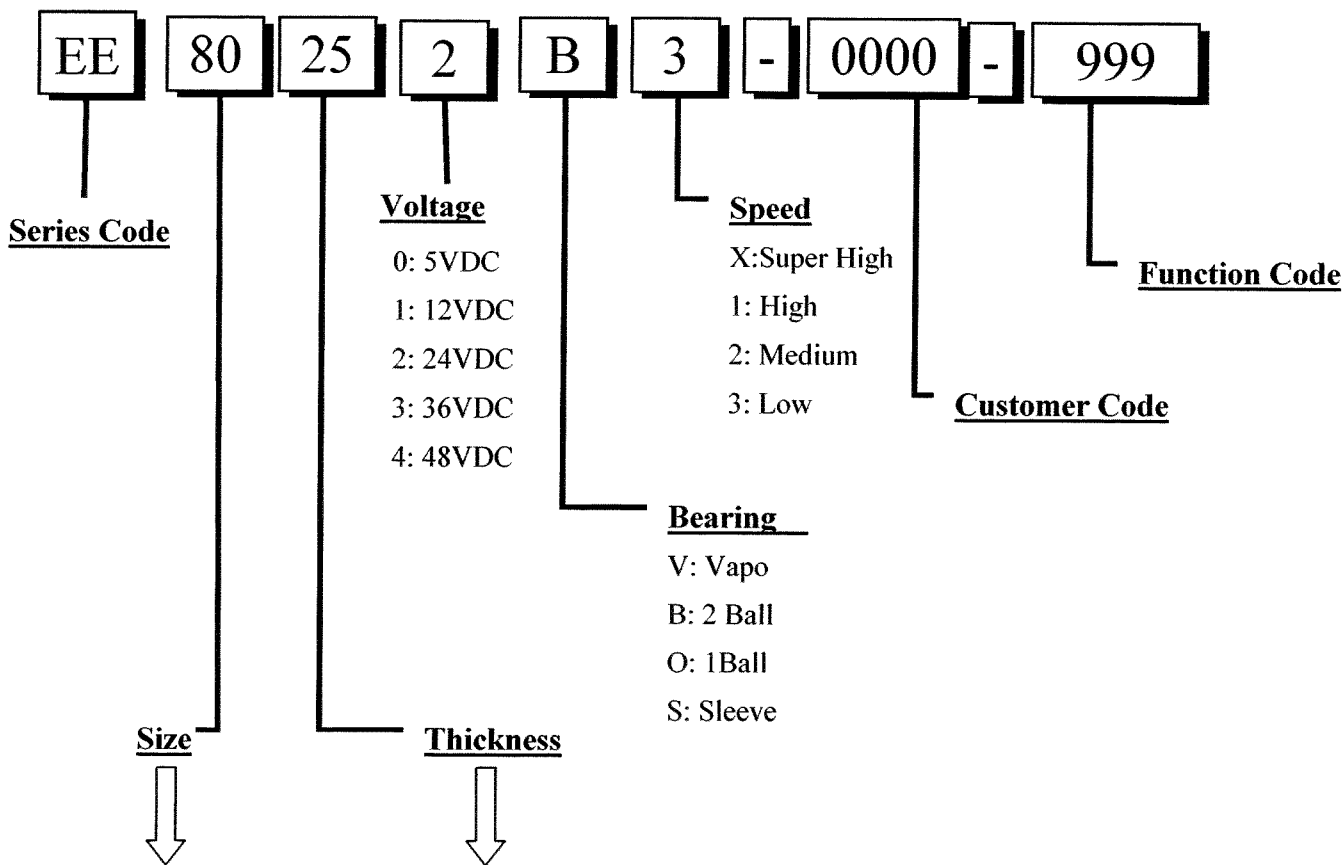 EE 80 25 2 B 3 - 0000 - 999
Series Code
Voltage
0: 5VDC
1: 12VDC
2: 24VDC
3: 36VDC
4: 48VDC
Speed
X:Super High
1: High
2: Medium
3: Low
Function Code
Customer Code
Bearing
V: Vapo
B: 2 Ball
O: 1Ball
S: Sleeve
Size
Thickness